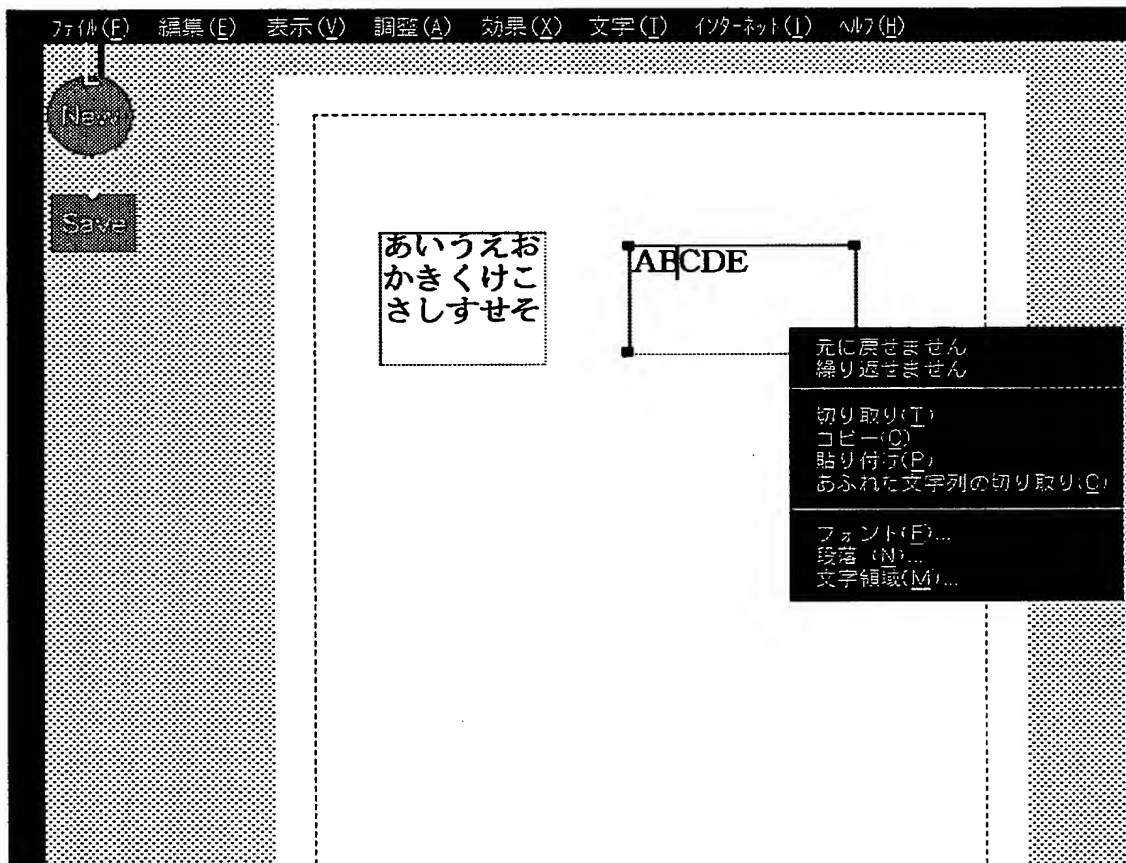 ファイル(F) 編集(E) 表示(V) 調整(A) 効果(X) 文字(T) インターネット(I) ヘルプ(H)
New
Save
あいうえお
かきくけこ
さしすせそ
ABCDE
元に戻せません
繰り返せません
切り取り(T)
コピー(C)
貼り付け(P)
あふれた文字列の切り取り(C)
フォント(F)...
段落 (N)...
文字領域(M)...